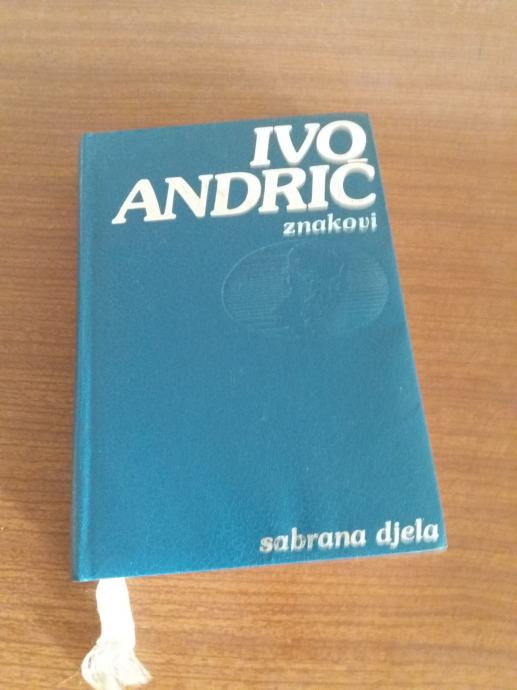 IVO
ANDRIĆ
znakovi
sabrana djela